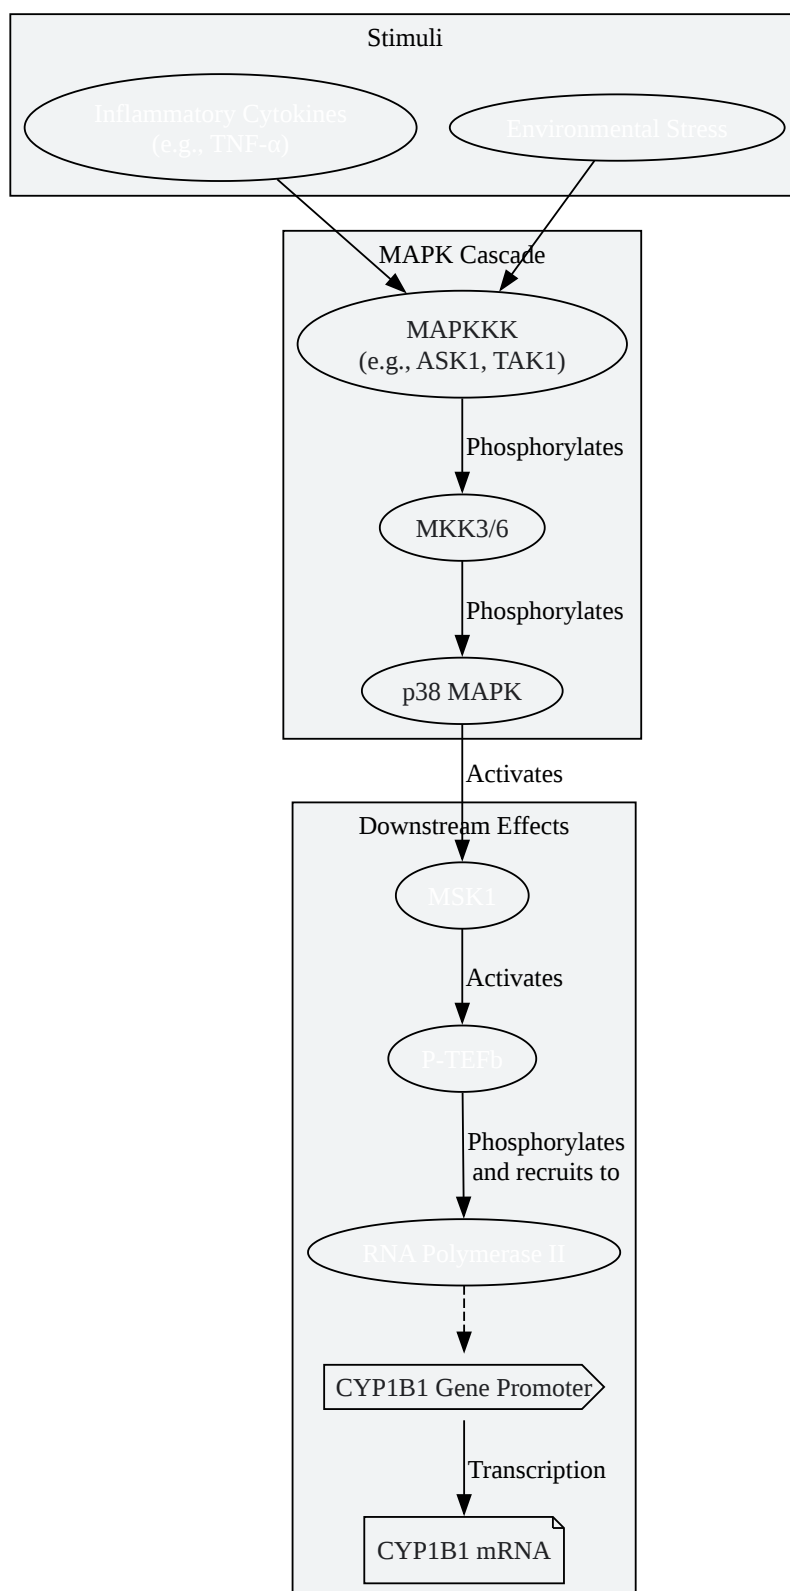 Stimuli
Inflammatory Cytokines
(e.g., TNF-α)
Environmental Stress
MAPK Cascade
MAPKKK
(e.g., ASK1, TAK1)
Phosphorylates
MKK3/6
Phosphorylates
p38 MAPK
Activates
Downstream Effects
MSK1
Activates
P-TEFb
Phosphorylates
and recruits to
RNA Polymerase II
CYP1B1 Gene Promoter
Transcription
CYP1B1 mRNA